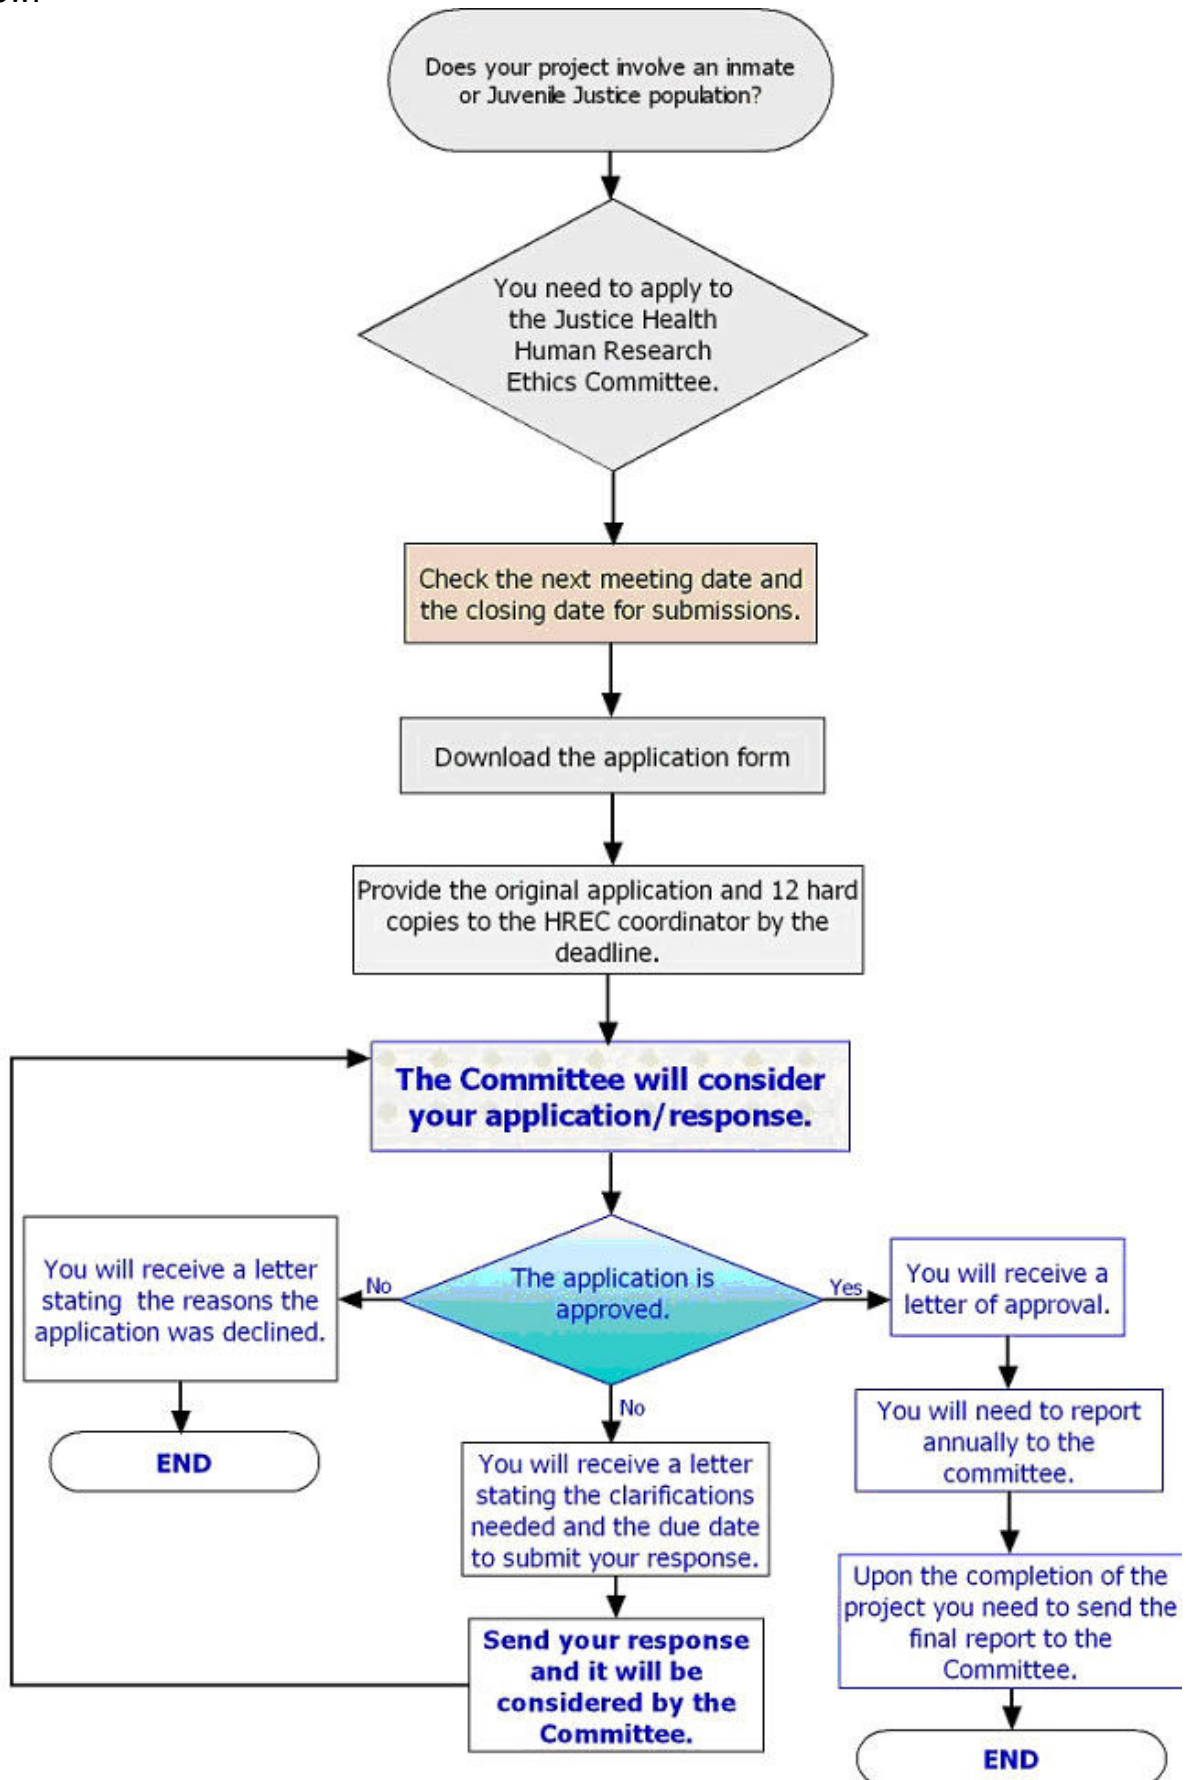 Does your project involve an inmate
or Juvenile Justice population?
You need to apply to
the Justice Health
Human Research
Ethics Committee.
Check the next meeting date and
the closing date for submissions.
Download the application form
Provide the original application and 12 hard
copies to the HREC coordinator by the
deadline.
The Committee will consider
your application/response.
The application is
approved.
No
You will receive a letter
stating the reasons the
application was declined.
END
No
You will receive a letter
stating the clarifications
needed and the due date
to submit your response.
Send your response
and it will be
considered by the
Committee.
Yes
You will receive a
letter of approval.
You will need to report
annually to the
committee.
Upon the completion of the
project you need to send the
final report to the
Committee.
END